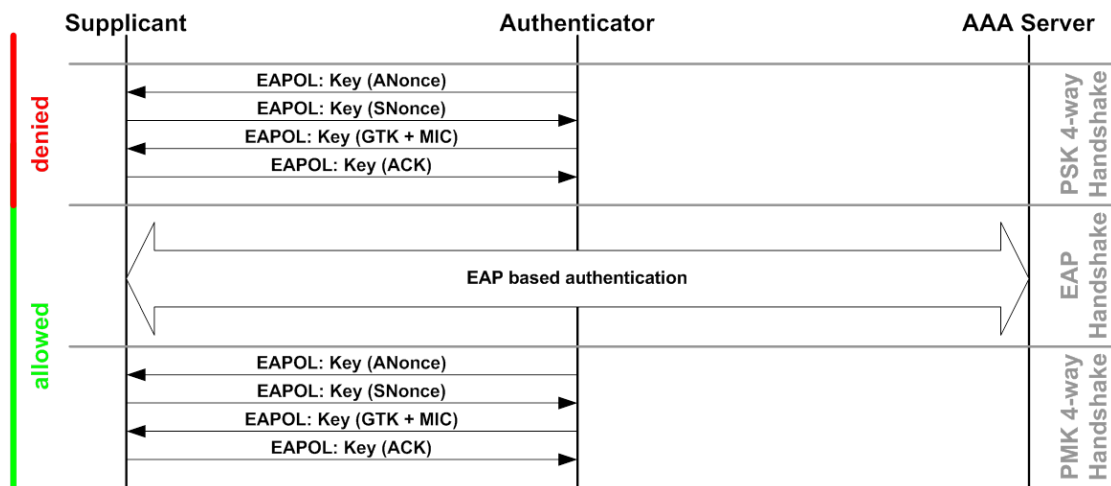 Supplicant Authenticator AAA Server
EAPOL: Key (ANonce)
EAPOL: Key (SNonce)
EAPOL: Key (GTK + MIC)
EAPOL: Key (ACK)
denied
PSK 4-way
Handshake
EAP based authentication
EAP
Handshake
allowed
EAPOL: Key (ANonce)
EAPOL: Key (SNonce)
EAPOL: Key (GTK + MIC)
EAPOL: Key (ACK)
PMK 4-way
Handshake